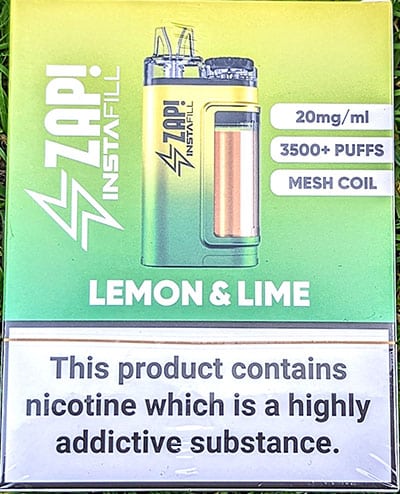 ZAP!
INSTAFILL
ZAP!
INSTAFILL
20mg/ml
3500+ PUFFS
MESH COIL
LEMON & LIME
This product contains
nicotine which is a highly
addictive substance.